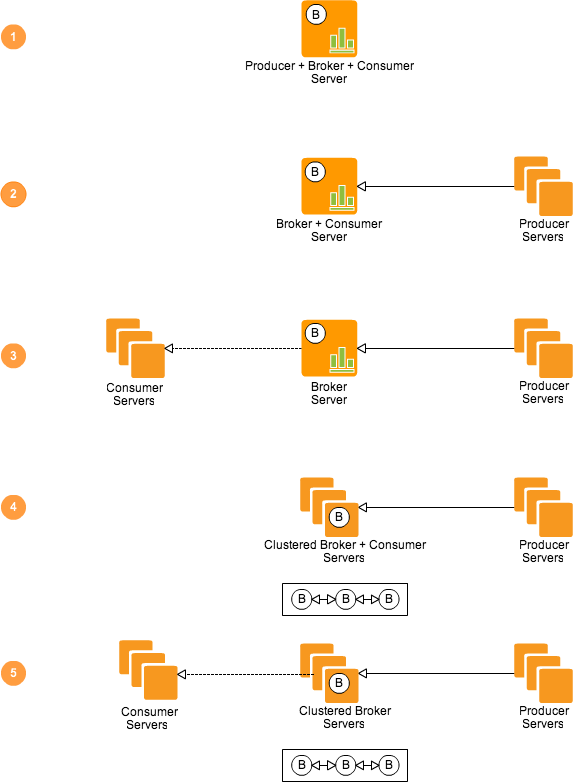 1
B
Producer + Broker + Consumer
Server
2
B
Broker + Consumer
Server
Producer
Servers
3
B
Consumer
Servers
Broker
Server
Producer
Servers
4
B
Clustered Broker + Consumer
Servers
Producer
Servers
B B B
5
B
Consumer
Servers
Clustered Broker
Servers
Producer
Servers
B B B